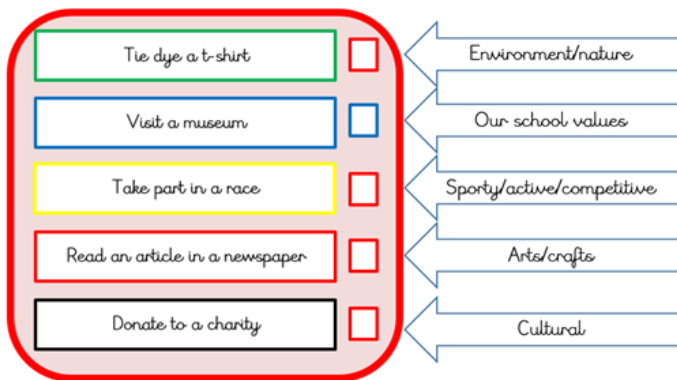 Tie dye a t-shirt
Environment/nature
Visit a museum
Our school values
Take part in a race
Sporty/active/competitive
Read an article in a newspaper
Arts/crafts
Donate to a charity
Cultural